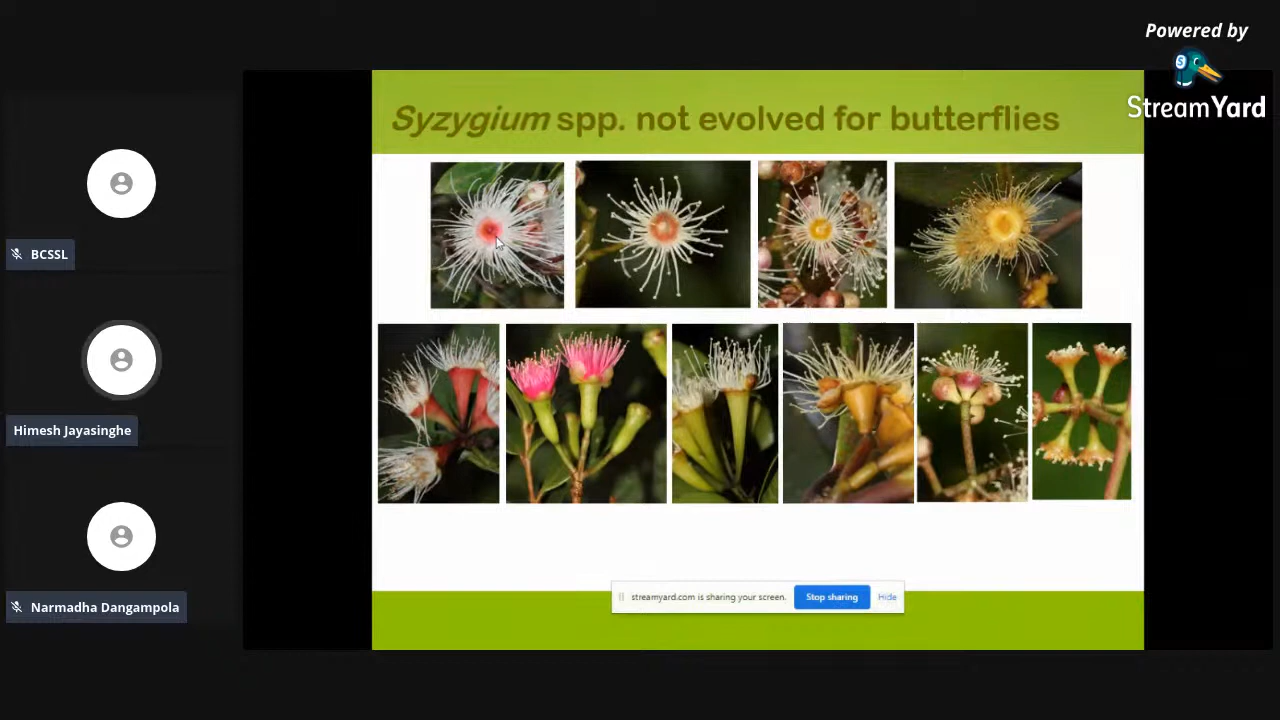 Powered by
StreamYard
Syzygium spp. not evolved for butterflies
BCSSL
Himesh Jayasinghe
Narmadha Dangampola
streamyard.com is sharing your screen.
Stop sharing
Hide